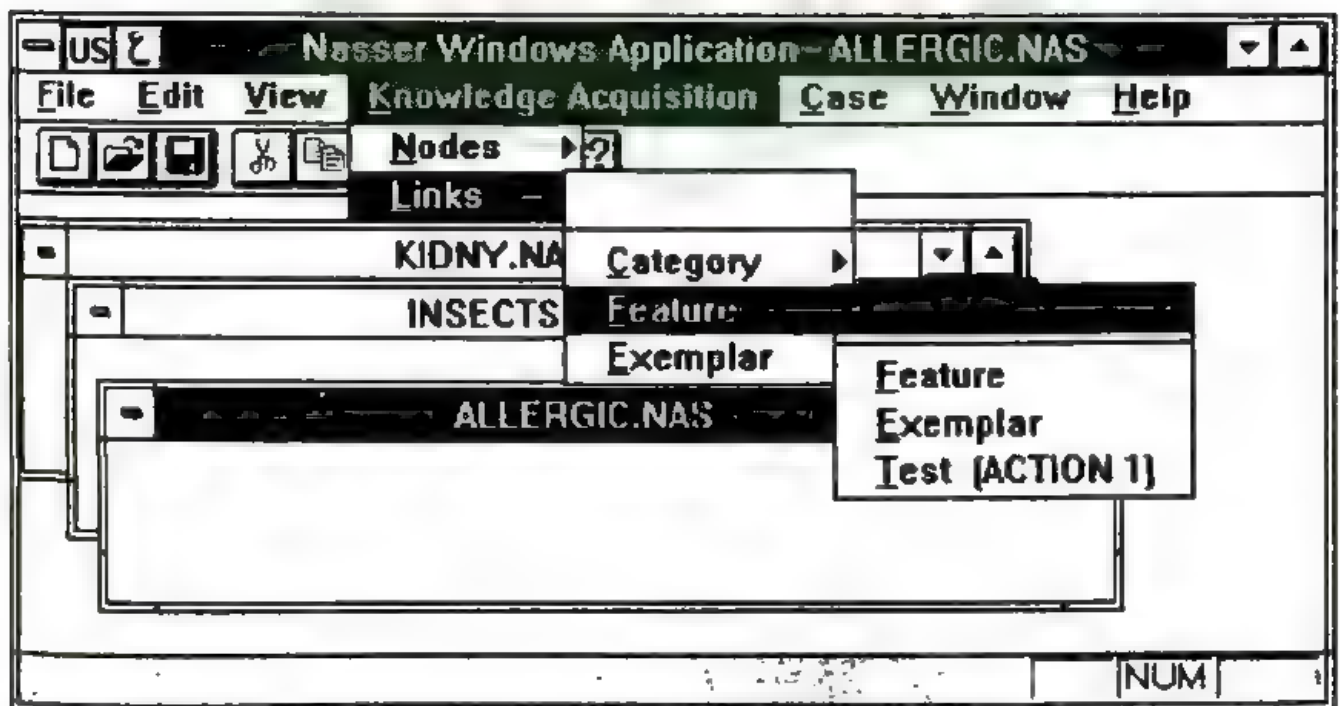 US ع Nasser Windows Application- ALLERGIC.NAS
File Edit View Knowledge Acquisition Case Window Help
Nodes ?
Links
KIDNY.NA Category
INSECTS Feature
Exemplar
Feature
ALLERGIC.NAS
Exemplar
Test (ACTION 1)
NUM